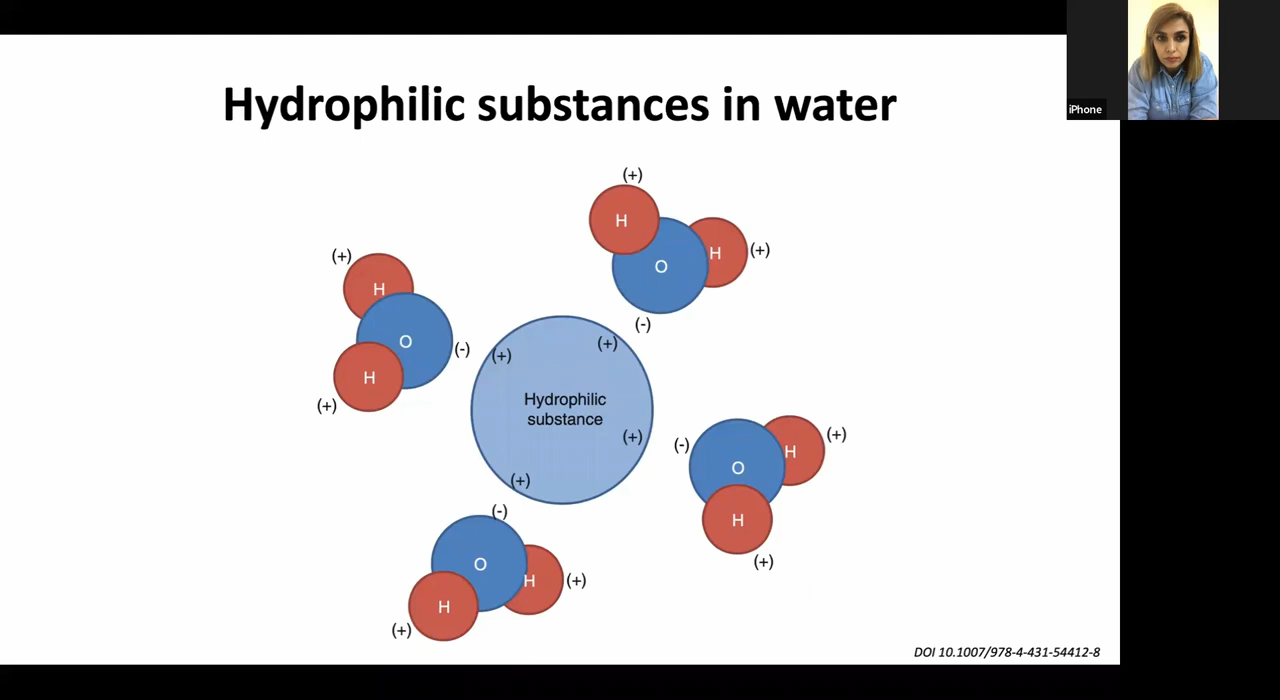 iPhone
Hydrophilic substances in water
(+)
H
(+)
H
O
(-)
(+)
H
O
(-)
H
(+)
(+)
(+)
Hydrophilic
substance
(+)
(+)
(-)
O
H
(+)
H
(+)
(-)
O
H
(+)
H
(+)
DOI 10.1007/978-4-431-54412-8